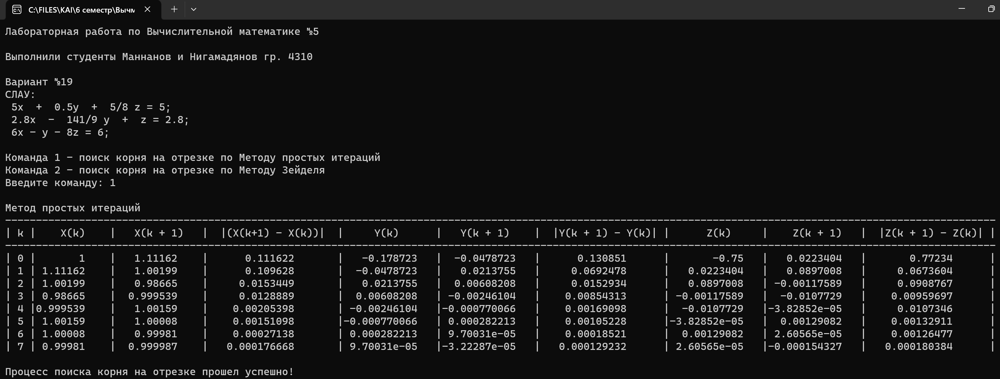 C:\FILES\KAI\6 семестр\Вычм
Лабораторная работа по Вычислительной математике №5
Выполнили студенты Маннанов и Нигамадянов гр. 4310
Вариант №19
СЛАУ:
5x + 0.5y + 5/8 z = 5;
2.8x - 141/9 y + z = 2.8;
6x - y - 8z = 6;
Команда 1 - поиск корня на отрезке по Методу простых итераций
Команда 2 - поиск корня на отрезке по Методу Зейделя
Введите команду: 1
Метод простых итераций
| k | X(k) | X(k + 1) | |(X(k+1) - X(k))| | Y(k) | Y(k + 1) | |Y(k + 1) - Y(k)| | Z(k) | Z(k + 1) | |Z(k + 1) - Z(k)| |
| 0 | 1 | 1.11162 | 0.111622 | -0.178723 | -0.0478723 | 0.130851 | -0.75 | 0.0223404 | 0.77234 |
| 1 | 1.11162 | 1.00199 | 0.109628 | -0.0478723 | 0.0213755 | 0.0692478 | 0.0223404 | 0.0897008 | 0.0673604 |
| 2 | 1.00199 | 0.98665 | 0.0153449 | 0.0213755 | 0.00608208 | 0.0152934 | 0.0897008 | -0.00117589 | 0.0908767 |
| 3 | 0.98665 | 0.999539 | 0.0128889 | 0.00608208 | -0.00246104 | 0.00854313 | -0.00117589 | -0.0107729 | 0.00959697 |
| 4 |0.999539 | 1.00159 | 0.00205398 | -0.00246104 |-0.000770066 | 0.00169098 | -0.0107729 |-3.82852e-05 | 0.0107346 |
| 5 | 1.00159 | 1.00008 | 0.00151098 |-0.000770066 | 0.000282213 | 0.00105228 |-3.82852e-05 | 0.00129082 | 0.00132911 |
| 6 | 1.00008 | 0.99981 | 0.00027138 | 0.000282213 | 9.70031e-05 | 0.00018521 | 0.00129082 | 2.60565e-05 | 0.00126477 |
| 7 | 0.99981 | 0.999987 | 0.000176668 | 9.70031e-05 |-3.22287e-05 | 0.000129232 | 2.60565e-05 |-0.000154327 | 0.000180384 |
Процесс поиска корня на отрезке прошел успешно!